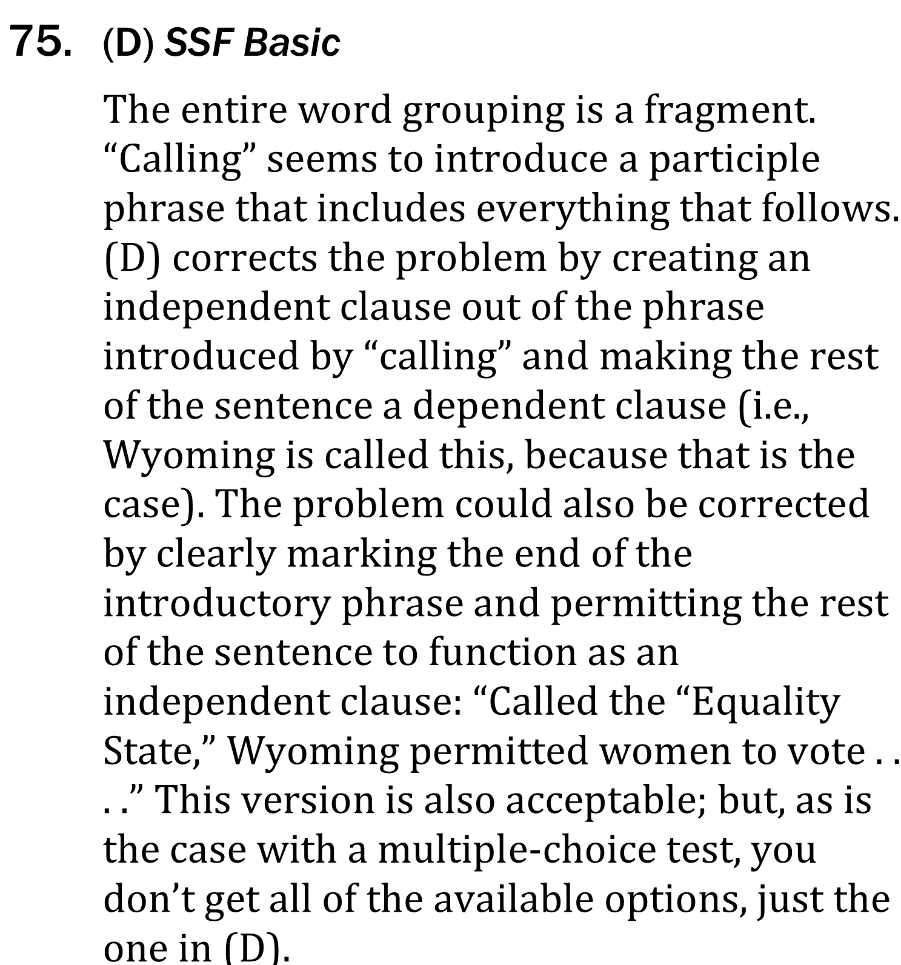 75. (D) SSF Basic
The entire word grouping is a fragment.
“Calling” seems to introduce a participle
phrase that includes everything that follows.
(D) corrects the problem by creating an
independent clause out of the phrase
introduced by “calling” and making the rest
of the sentence a dependent clause (i.e.,
Wyoming is called this, because that is the
case). The problem could also be corrected
by clearly marking the end of the
introductory phrase and permitting the rest
of the sentence to function as an
independent clause: “Called the “Equality
State,” Wyoming permitted women to vote . .
. .” This version is also acceptable; but, as is
the case with a multiple-choice test, you
don’t get all of the available options, just the
one in (D).